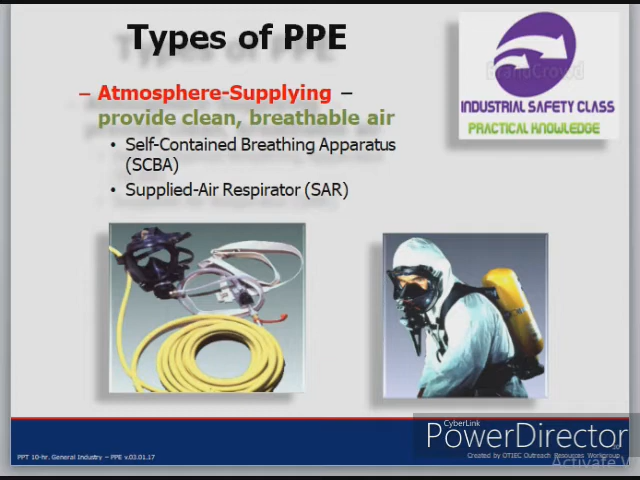 Types of PPE
– Atmosphere-Supplying –
provide clean, breathable air
• Self-Contained Breathing Apparatus
(SCBA)
• Supplied-Air Respirator (SAR)
BrandCrowd
INDUSTRIAL SAFETY CLASS
PRACTICAL KNOWLEDGE
CyberLink
PowerDirector
PPT 10-hr. General Industry – PPE v.03.01.17
Created by OTIEC Outreach Resources Workgroup
Activate